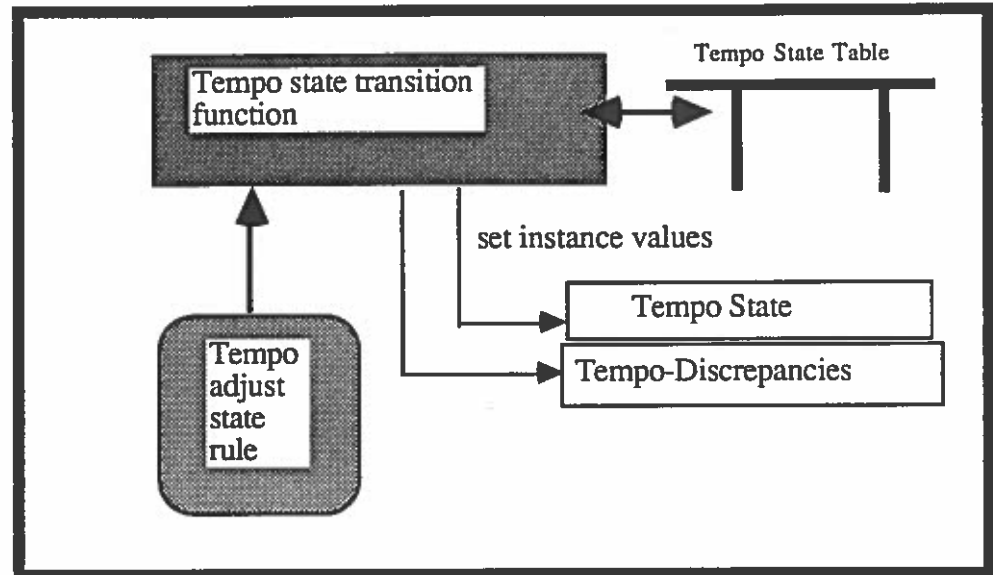 Tempo State Table
Tempo state transition
function
set instance values
Tempo State
Tempo-Discrepancies
Tempo
adjust
state
rule